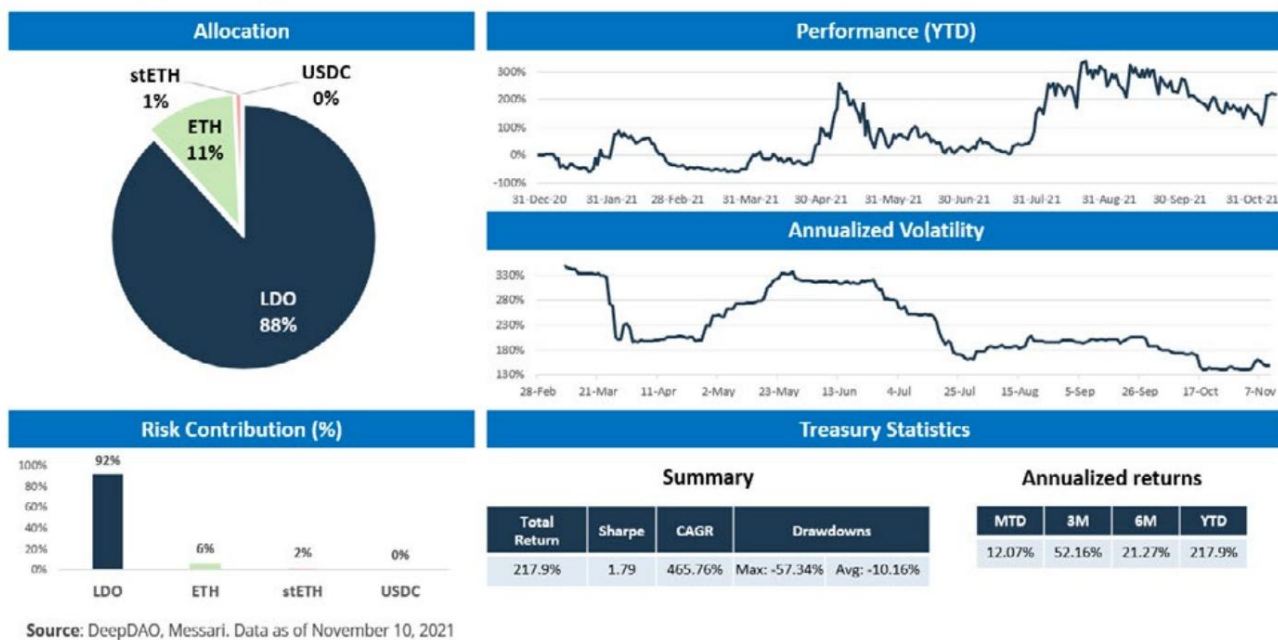 Allocation
stETH
1%
USDC
0%
ETH
11%
LDO
88%
Performance (YTD)
300%
200%
100%
0%
-100%
31-Dec-20 31-Jan-21 28-Feb-21 31-Mar-21 30-Apr-21 31-May-21 30-Jun-21 31-Jul-21 31-Aug-21 30-Sep-21 31-Oct-21
Annualized Volatility
330%
280%
230%
180%
130%
28-Feb 21-Mar 11-Apr 2-May 23-May 13-Jun 4-Jul 25-Jul 15-Aug 5-Sep 26-Sep 17-Oct 7-Nov
Risk Contribution (%)
100%
80%
60%
40%
20%
0%
92% 6% 2% 0%
LDO ETH stETH USDC
Treasury Statistics
Summary
Total Return Sharpe CAGR Drawdowns
217.9% 1.79 465.76% Max: -57.34% Avg: -10.16%
Annualized returns
MTD 3M 6M YTD
12.07% 52.16% 21.27% 217.9%
Source: DeepDAO, Messari. Data as of November 10, 2021